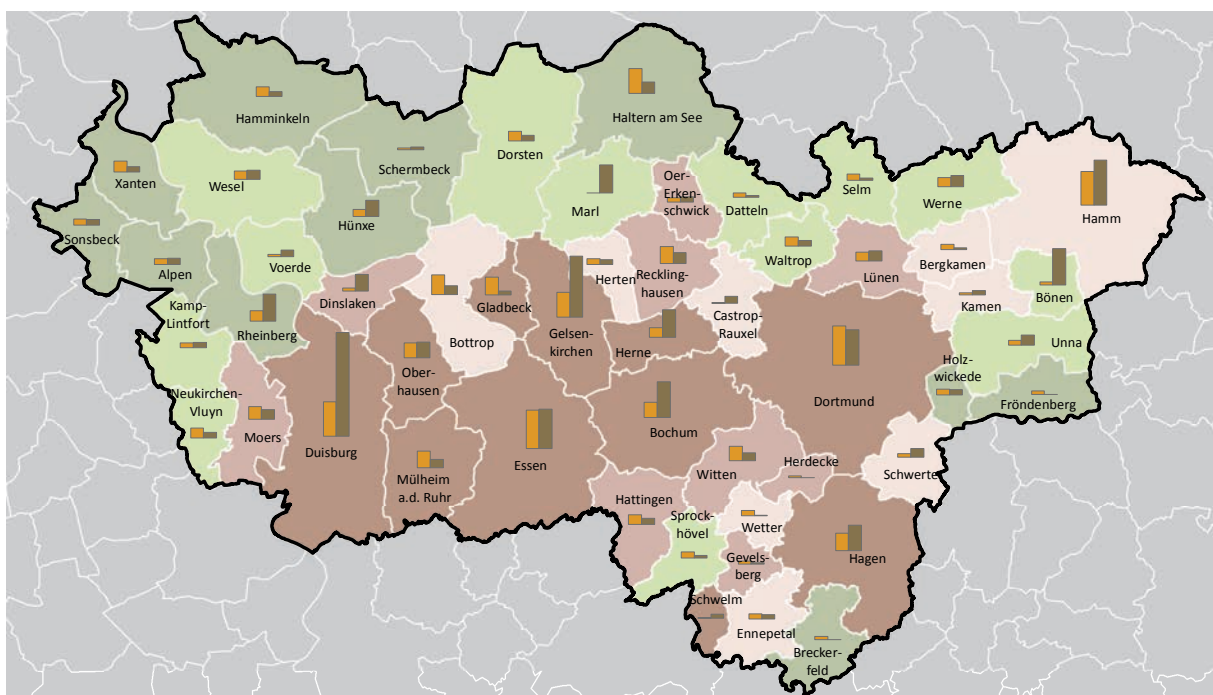 Hamminkeln
Haltern am See
Schermbeck
Dorsten
Xanten
Wesel
Oer-
Erken-
schwick
Selm
Werne
Hamm
Marl
Datteln
Hünxe
Sonsbeck
Voerde
Waltrop
Alpen
Bergkamen
Herten
Reckling-
hausen
Lünen
Bönen
Kamp-
Lintfort
Dinslaken
Gladbeck
Kamen
Castrop-
Rauxel
Rheinberg
Gelsen-
kirchen
Bottrop
Herne
Unna
Holz-
wickede
Ober-
hausen
Neukirchen-
Vluyn
Dortmund
Fröndenberg
Moers
Duisburg
Bochum
Essen
Mülheim
a.d. Ruhr
Witten
Herdecke
Schwerte
Hattingen
Sprock-
hövel
Wetter
Gevels-
berg
Hagen
Schwelm
Ennepetal
Brecker-
feld